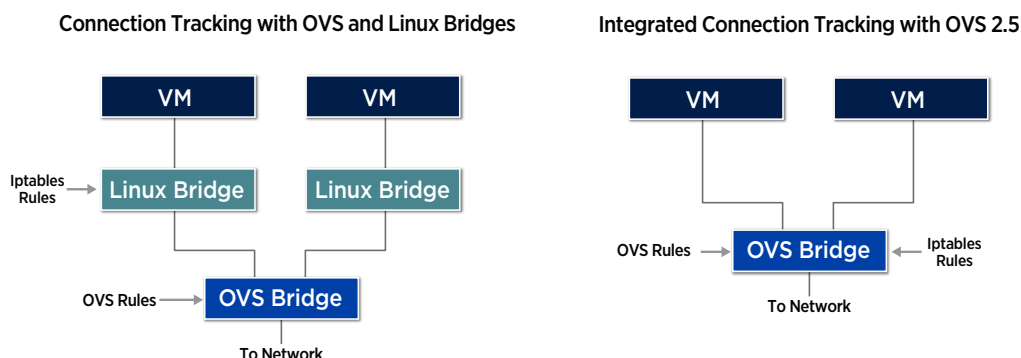 Connection Tracking with OVS and Linux Bridges
VM
VM
Iptables
Rules
Linux Bridge
Linux Bridge
OVS Rules
OVS Bridge
To Network
Integrated Connection Tracking with OVS 2.5
VM
VM
OVS Rules
OVS Bridge
Iptables
Rules
To Network